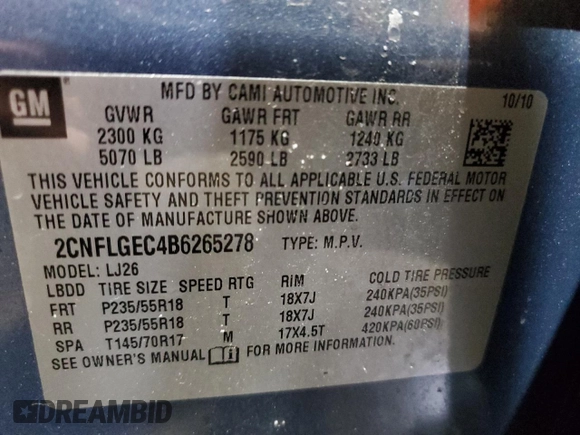 GM
MFD BY CAMI AUTOMOTIVE INC. 10/10
GVWR GAWR FRT GAWR RR
2300 KG 1175 KG 1240 KG
5070 LB 2590 LB 2733 LB
THIS VEHICLE CONFORMS TO ALL APPLICABLE U.S. FEDERAL MOTOR
VEHICLE SAFETY AND THEFT PREVENTION STANDARDS IN EFFECT ON
THE DATE OF MANUFACTURE SHOWN ABOVE.
2CNFLGEC4B6265278 TYPE: M.P.V.
MODEL: LJ26
LBDD TIRE SIZE SPEED RTG RIM COLD TIRE PRESSURE
FRT P235/55R18 T 18X7J 240KPA(35PSI)
RR P235/55R18 T 18X7J 240KPA(35PSI)
SPA T145/70R17 M 17X4.5T 420KPA(60PSI)
SEE OWNER'S MANUAL FOR MORE INFORMATION.
DREAMBID